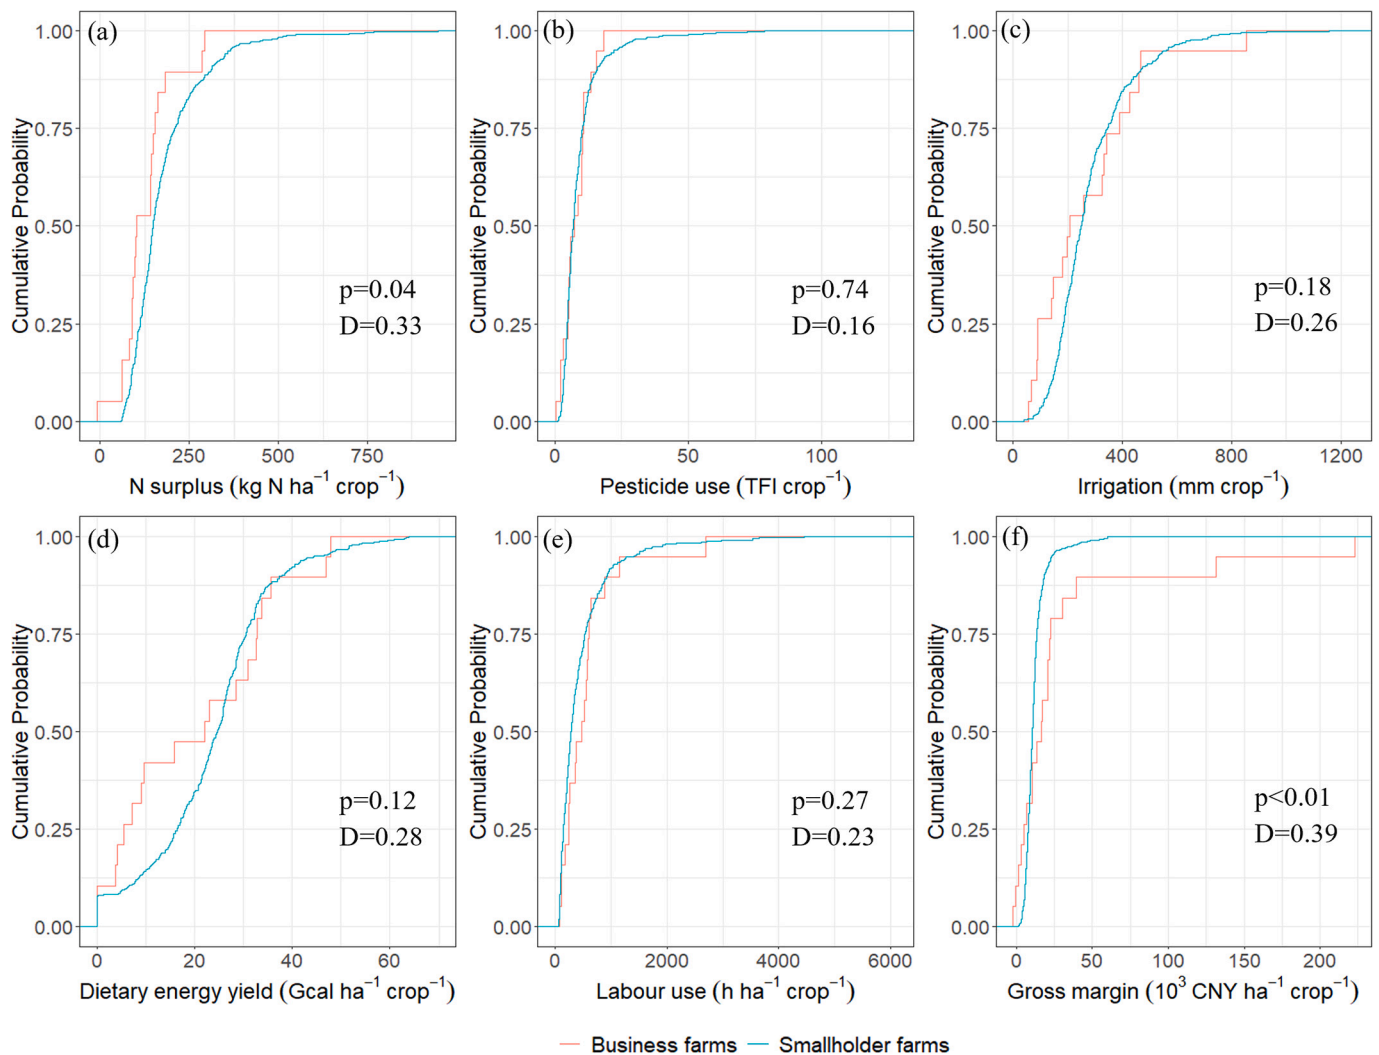 (a)
1.00
0.75
0.50
0.25
0.00
Cumulative Probability
p=0.04
D=0.33
0 250 500 750
N surplus (kg N ha⁻¹ crop⁻¹)
(b)
1.00
0.75
0.50
0.25
0.00
Cumulative Probability
p=0.74
D=0.16
0 50 100
Pesticide use (TFI crop⁻¹)
(c)
1.00
0.75
0.50
0.25
0.00
Cumulative Probability
p=0.18
D=0.26
0 400 800 1200
Irrigation (mm crop⁻¹)
(d)
1.00
0.75
0.50
0.25
0.00
Cumulative Probability
p=0.12
D=0.28
0 20 40 60
Dietary energy yield (Gcal ha⁻¹ crop⁻¹)
(e)
1.00
0.75
0.50
0.25
0.00
Cumulative Probability
p=0.27
D=0.23
0 2000 4000 6000
Labour use (h ha⁻¹ crop⁻¹)
(f)
1.00
0.75
0.50
0.25
0.00
Cumulative Probability
p<0.01
D=0.39
0 50 100 150 200
Gross margin (10³ CNY ha⁻¹ crop⁻¹)
Business farms Smallholder farms